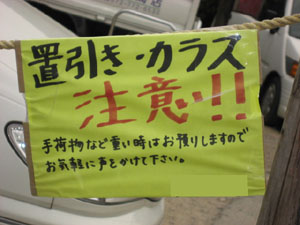 置引き・カラス
注意!!
手荷物など重い時はお預りしますので
お気軽に声とかけて下さい。